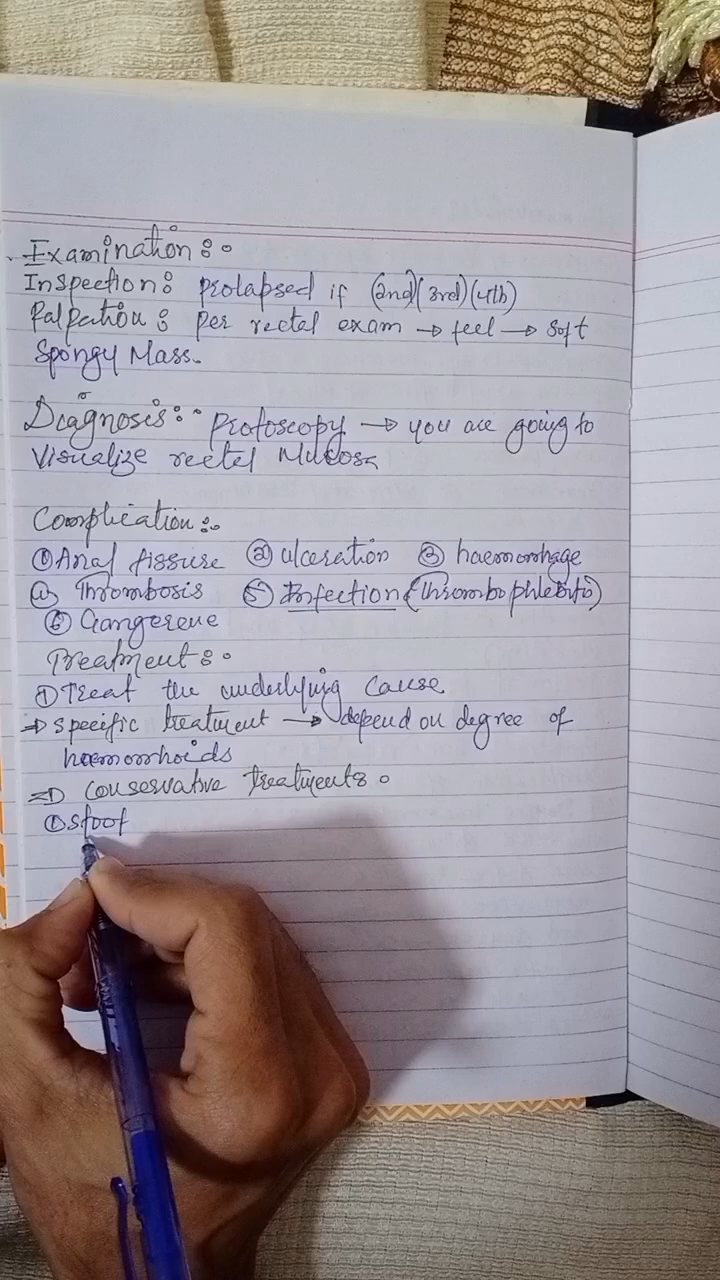 Examination:-
Inspection: prolapsed if (2nd)(3rd)(4th)
Palpation: per rectal exam → feel → soft
Spongy Mass.
Diagnosis:- Protoscopy → you are going to
Visualize rectal Mucosa
Complication:-
① Anal fissure ② ulceration ③ haemorrhage
④ Thrombosis ⑤ Infection (Thrombophlebitis)
⑥ Gangerene
Treatment:-
① Treat the underlying cause.
⇒ Specific treatment → depend on degree of
haemorrhoids
⇒ Conservative treatment:-
① Stool